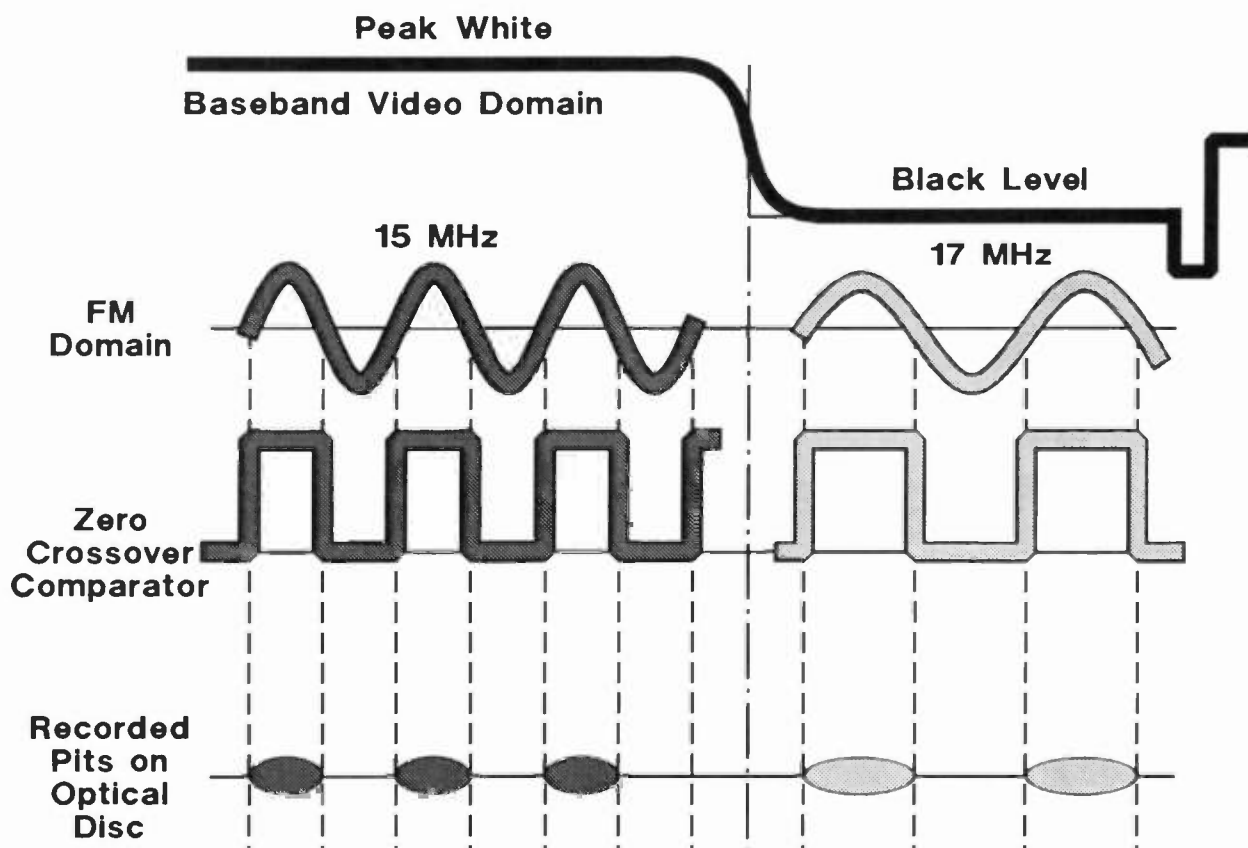 Peak White
Baseband Video Domain
Black Level
15 MHz
17 MHz
FM
Domain
Zero
Crossover
Comparator
Recorded
Pits on
Optical
Disc